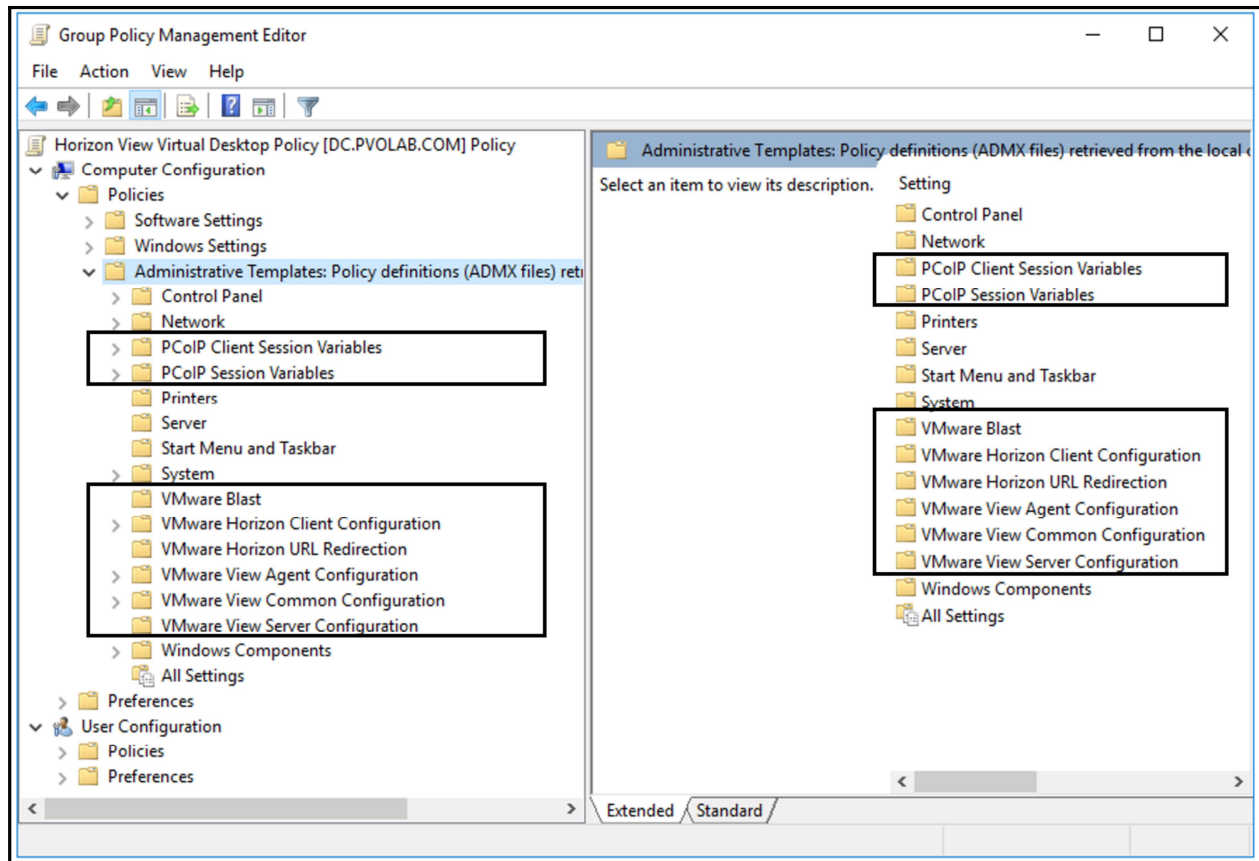 Group Policy Management Editor
File Action View Help
Horizon View Virtual Desktop Policy [DC.PVOLAB.COM] Policy
Computer Configuration
Policies
Software Settings
Windows Settings
Administrative Templates: Policy definitions (ADMX files) retr
Control Panel
Network
PCoIP Client Session Variables
PCoIP Session Variables
Printers
Server
Start Menu and Taskbar
System
VMware Blast
VMware Horizon Client Configuration
VMware Horizon URL Redirection
VMware View Agent Configuration
VMware View Common Configuration
VMware View Server Configuration
Windows Components
All Settings
Preferences
User Configuration
Policies
Preferences
Administrative Templates: Policy definitions (ADMX files) retrieved from the local
Select an item to view its description.
Setting
Control Panel
Network
PCoIP Client Session Variables
PCoIP Session Variables
Printers
Server
Start Menu and Taskbar
System
VMware Blast
VMware Horizon Client Configuration
VMware Horizon URL Redirection
VMware View Agent Configuration
VMware View Common Configuration
VMware View Server Configuration
Windows Components
All Settings
Extended Standard